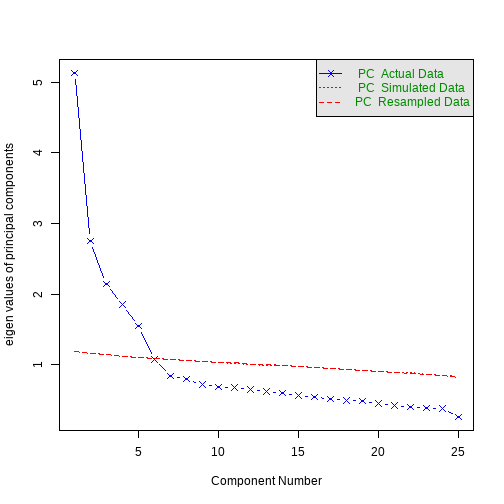 PC Actual Data
PC Simulated Data
PC Resampled Data
eigen values of principal components
5
4
3
2
1
5 10 15 20 25
Component Number